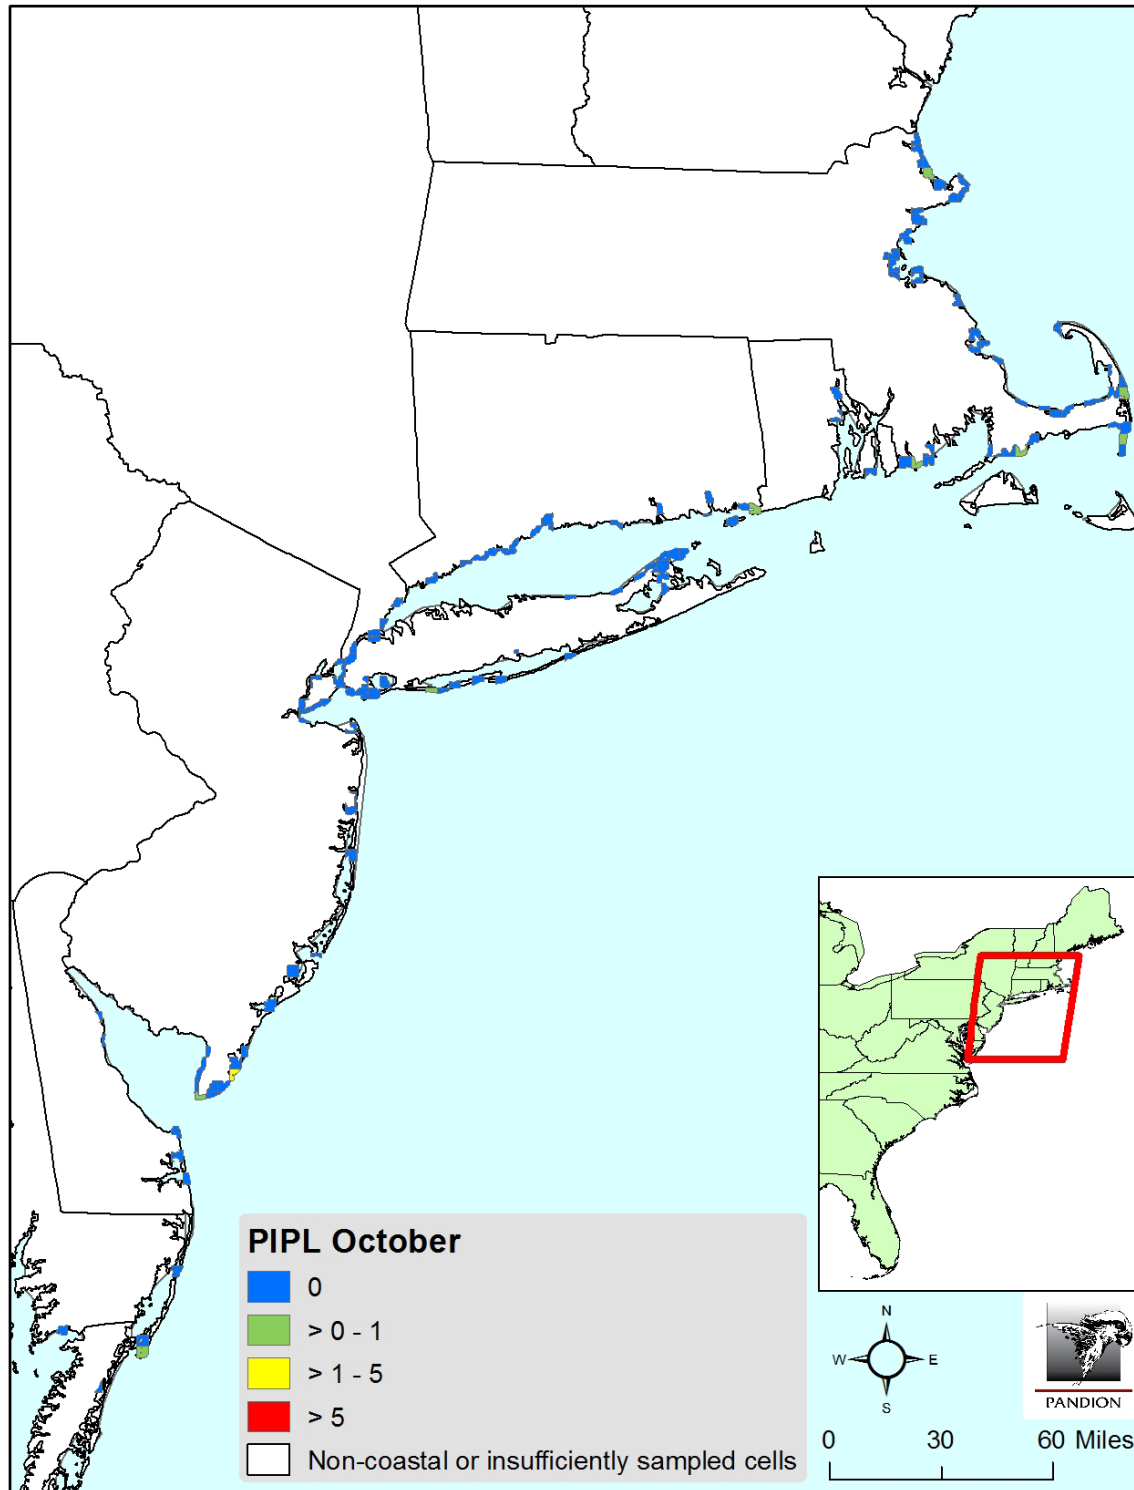 PIPL October
0
> 0 - 1
> 1 - 5
> 5
Non-coastal or insufficiently sampled cells
N
W E
S
PANDION
0 30 60 Miles